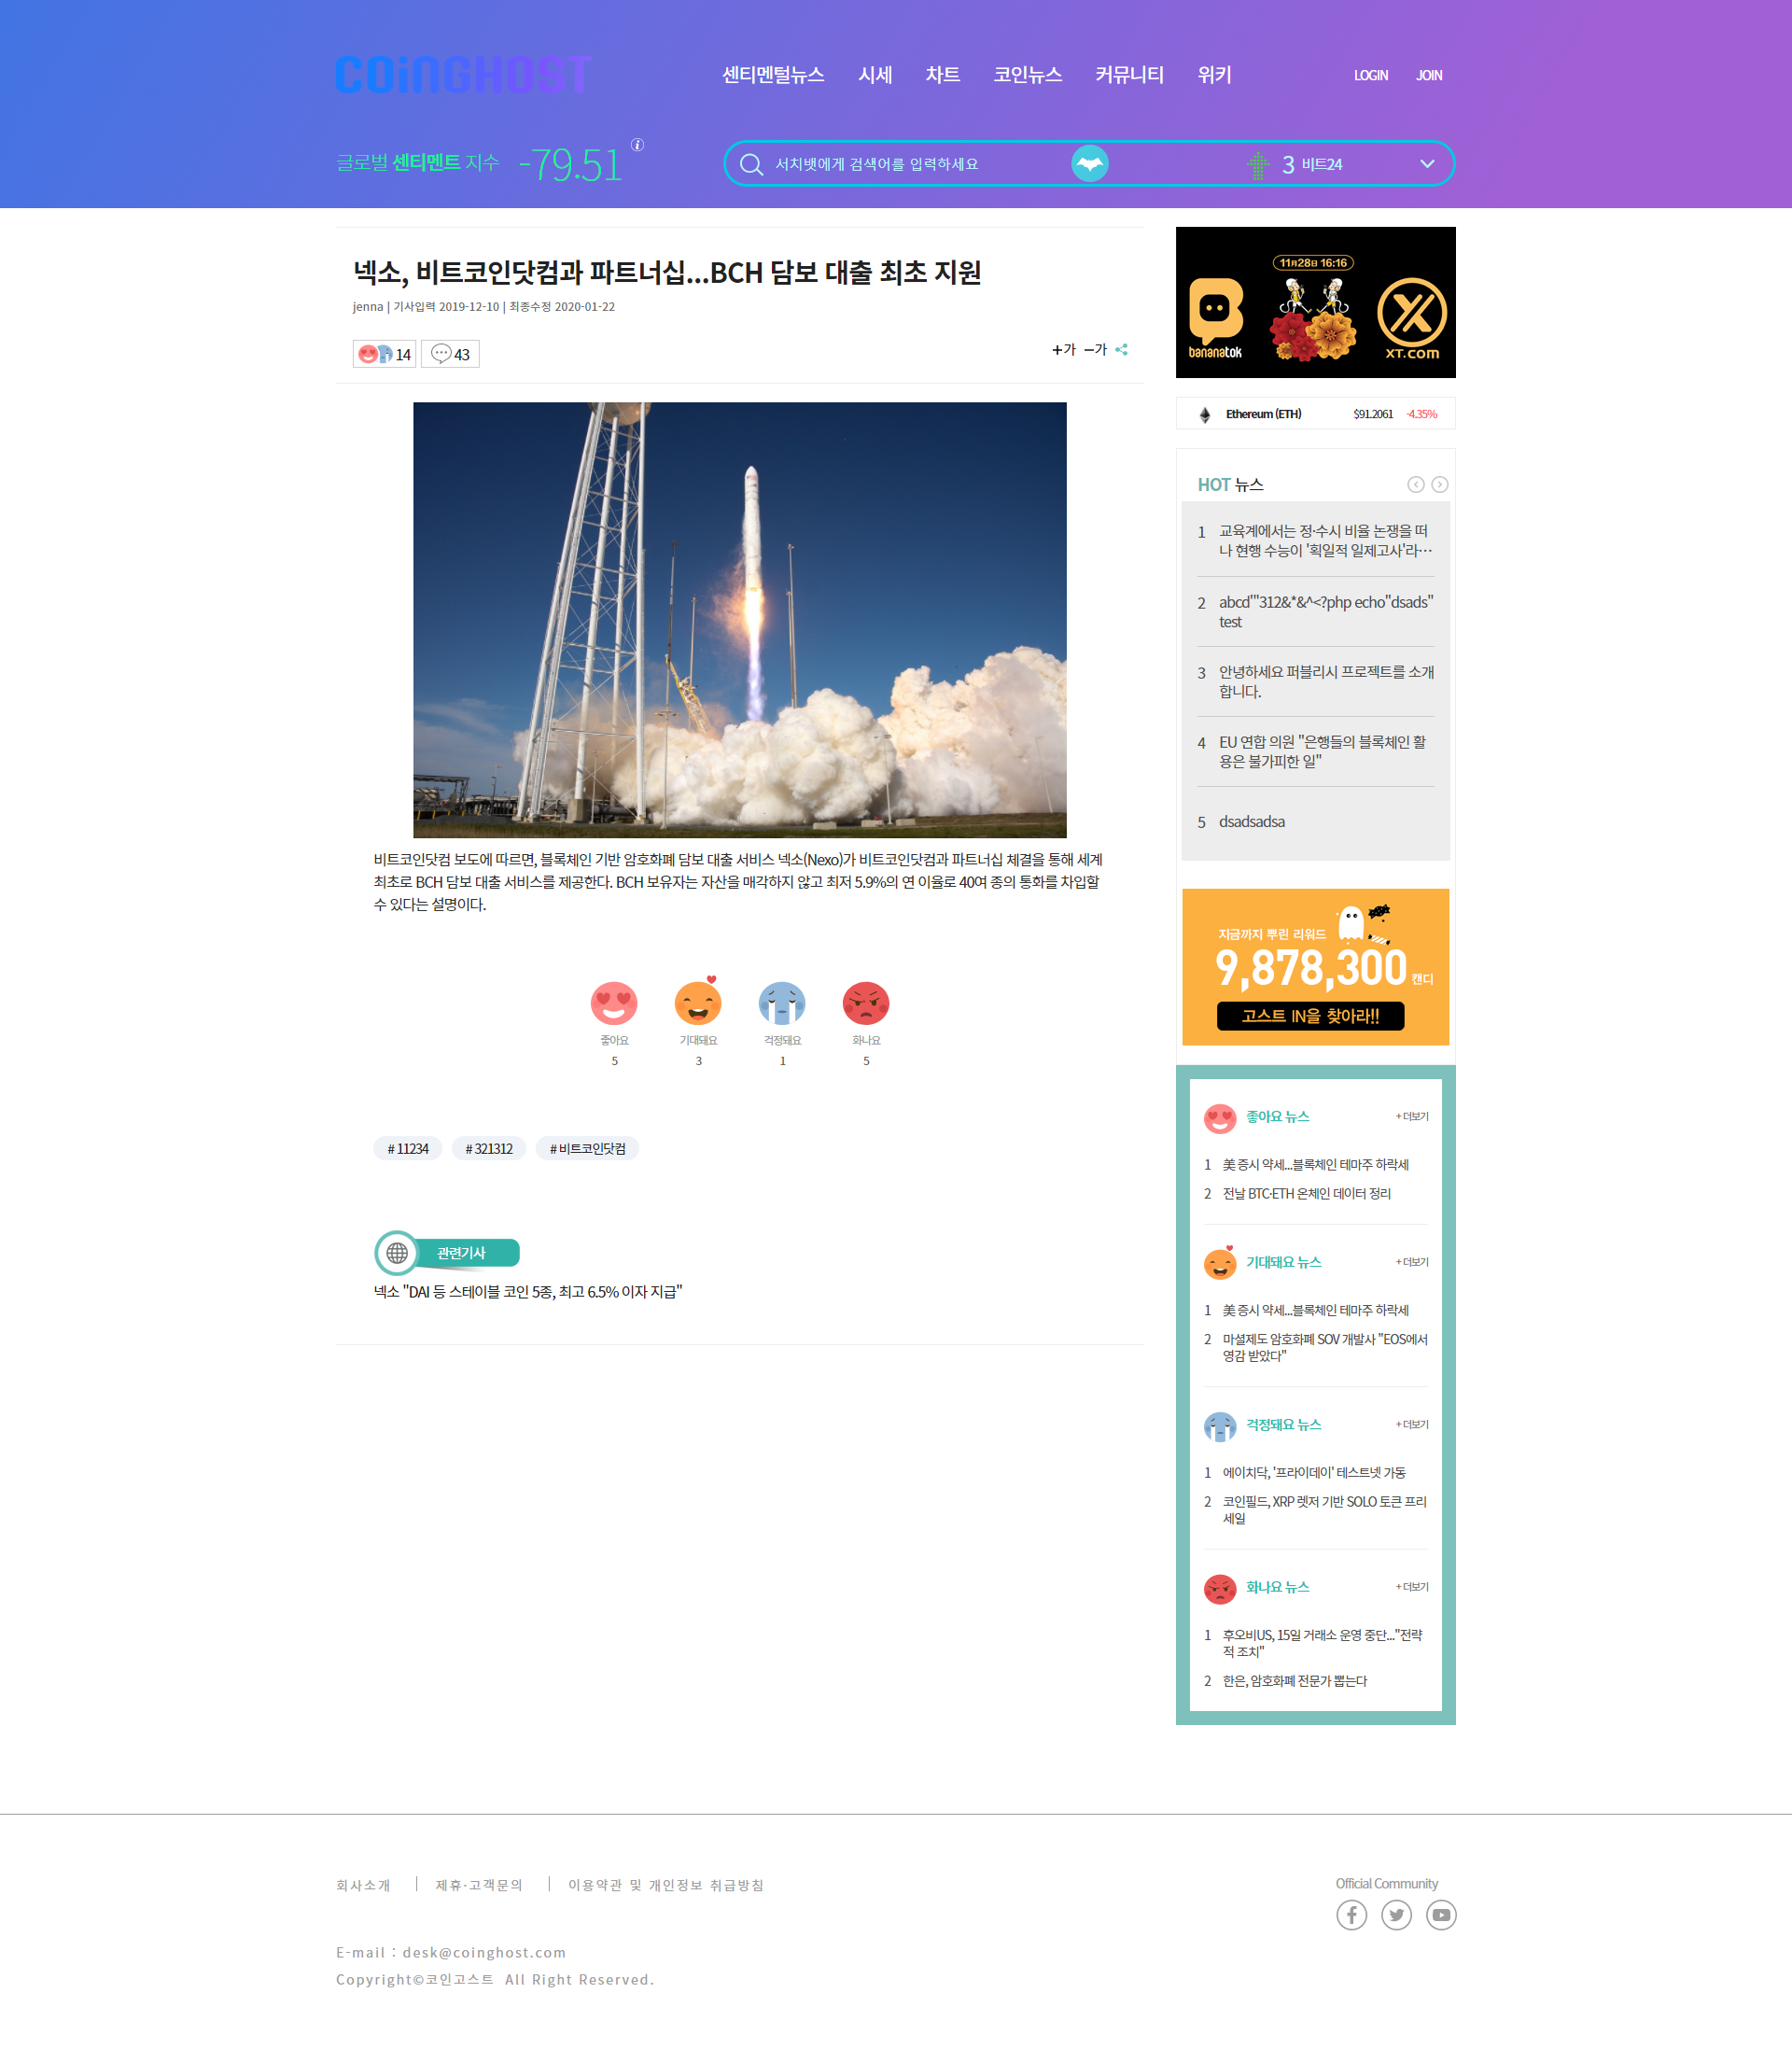 COiNGHOST
센티멘털뉴스 시세 차트 코인뉴스 커뮤니티 위키
LOGIN JOIN
글로벌 센티멘트 지수 -79.51
서치뱃에게 검색어를 입력하세요
3 비트24
넥소, 비트코인닷컴과 파트너십...BCH 담보 대출 최초 지원
jenna | 기사입력 2019-12-10 | 최종수정 2020-01-22
14 43
+가 -가
비트코인닷컴 보도에 따르면, 블록체인 기반 암호화폐 담보 대출 서비스 넥소(Nexo)가 비트코인닷컴과 파트너십 체결을 통해 세계
최초로 BCH 담보 대출 서비스를 제공한다. BCH 보유자는 자산을 매각하지 않고 최저 5.9%의 연 이율로 40여 종의 통화를 차입할
수 있다는 설명이다.
좋아요 기대돼요 걱정돼요 화나요
5 3 1 5
# 11234 # 321312 # 비트코인닷컴
관련기사
넥소 "DAI 등 스테이블 코인 5종, 최고 6.5% 이자 지급"
11月28日 16:16
bananatok
XT.com
Ethereum (ETH) $91.2061 -4.35%
HOT 뉴스
1 교육계에서는 정·수시 비율 논쟁을 떠
나 현행 수능이 '획일적 일제고사'라…
2 abcd'"312&*&^<?php echo"dsads"
test
3 안녕하세요 퍼블리시 프로젝트를 소개
합니다.
4 EU 연합 의원 "은행들의 블록체인 활
용은 불가피한 일"
5 dsadsadsa
지금까지 뿌린 리워드
9,878,300 캔디
고스트 IN을 찾아라!!
좋아요 뉴스 + 더보기
1 美 증시 약세...블록체인 테마주 하락세
2 전날 BTC·ETH 온체인 데이터 정리
기대돼요 뉴스 + 더보기
1 美 증시 약세...블록체인 테마주 하락세
2 마셜제도 암호화폐 SOV 개발사 "EOS에서
영감 받았다"
걱정돼요 뉴스 + 더보기
1 에이치닥, '프라이데이' 테스트넷 가동
2 코인필드, XRP 렛저 기반 SOLO 토큰 프리
세일
화나요 뉴스 + 더보기
1 후오비US, 15일 거래소 운영 중단..."전략
적 조치"
2 한은, 암호화폐 전문가 뽑는다
회사소개 제휴·고객문의 이용약관 및 개인정보 취급방침
Official Community
E-mail : desk@coinghost.com
Copyright©코인고스트 All Right Reserved.